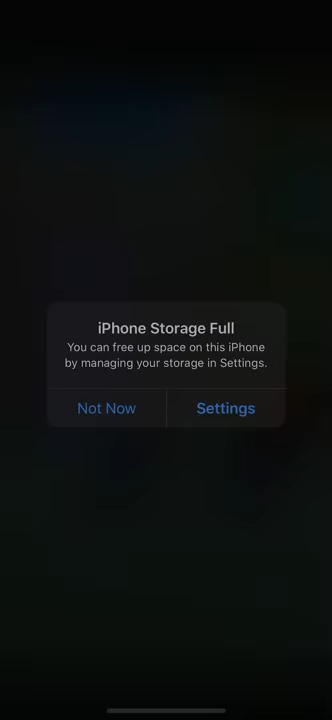 iPhone Storage Full
You can free up space on this iPhone
by managing your storage in Settings.
Not Now
Settings